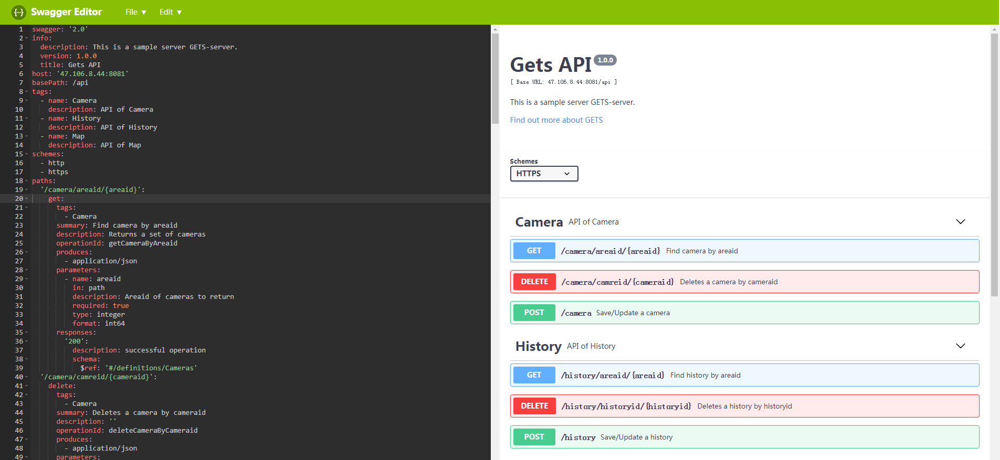 {···} Swagger Editor File ▼ Edit ▼
1 swagger: '2.0'
2 info:
3 description: This is a sample server GETS-server.
4 version: 1.0.0
5 title: Gets API
6 host: '47.106.8.44:8081'
7 basePath: /api
8 tags:
9 - name: Camera
10 description: API of Camera
11 - name: History
12 description: API of History
13 - name: Map
14 description: API of Map
15 schemes:
16 - http
17 - https
18 paths:
19 '/camera/areaid/{areaid}':
20 get:
21 tags:
22 - Camera
23 summary: Find camera by areaid
24 description: Returns a set of cameras
25 operationId: getCameraByAreaid
26 produces:
27 - application/json
28 parameters:
29 - name: areaid
30 in: path
31 description: Areaid of cameras to return
32 required: true
33 type: integer
34 format: int64
35 responses:
36 '200':
37 description: successful operation
38 schema:
39 $ref: '#/definitions/Cameras'
40 '/camera/camreid/{cameraid}':
41 delete:
42 tags:
43 - Camera
44 summary: Deletes a camera by cameraid
45 description: ''
46 operationId: deleteCameraByCameraid
47 produces:
48 - application/json
49 parameters:
Gets API 1.0.0
[ Base URL: 47.106.8.44:8081/api ]
This is a sample server GETS-server.
Find out more about GETS
Schemes
HTTPS
Camera API of Camera
GET /camera/areaid/{areaid} Find camera by areaid
DELETE /camera/camreid/{cameraid} Deletes a camera by cameraid
POST /camera Save/Update a camera
History API of History
GET /history/areaid/{areaid} Find history by areaid
DELETE /history/historyid/{historyid} Deletes a history by historyid
POST /history Save/Update a history